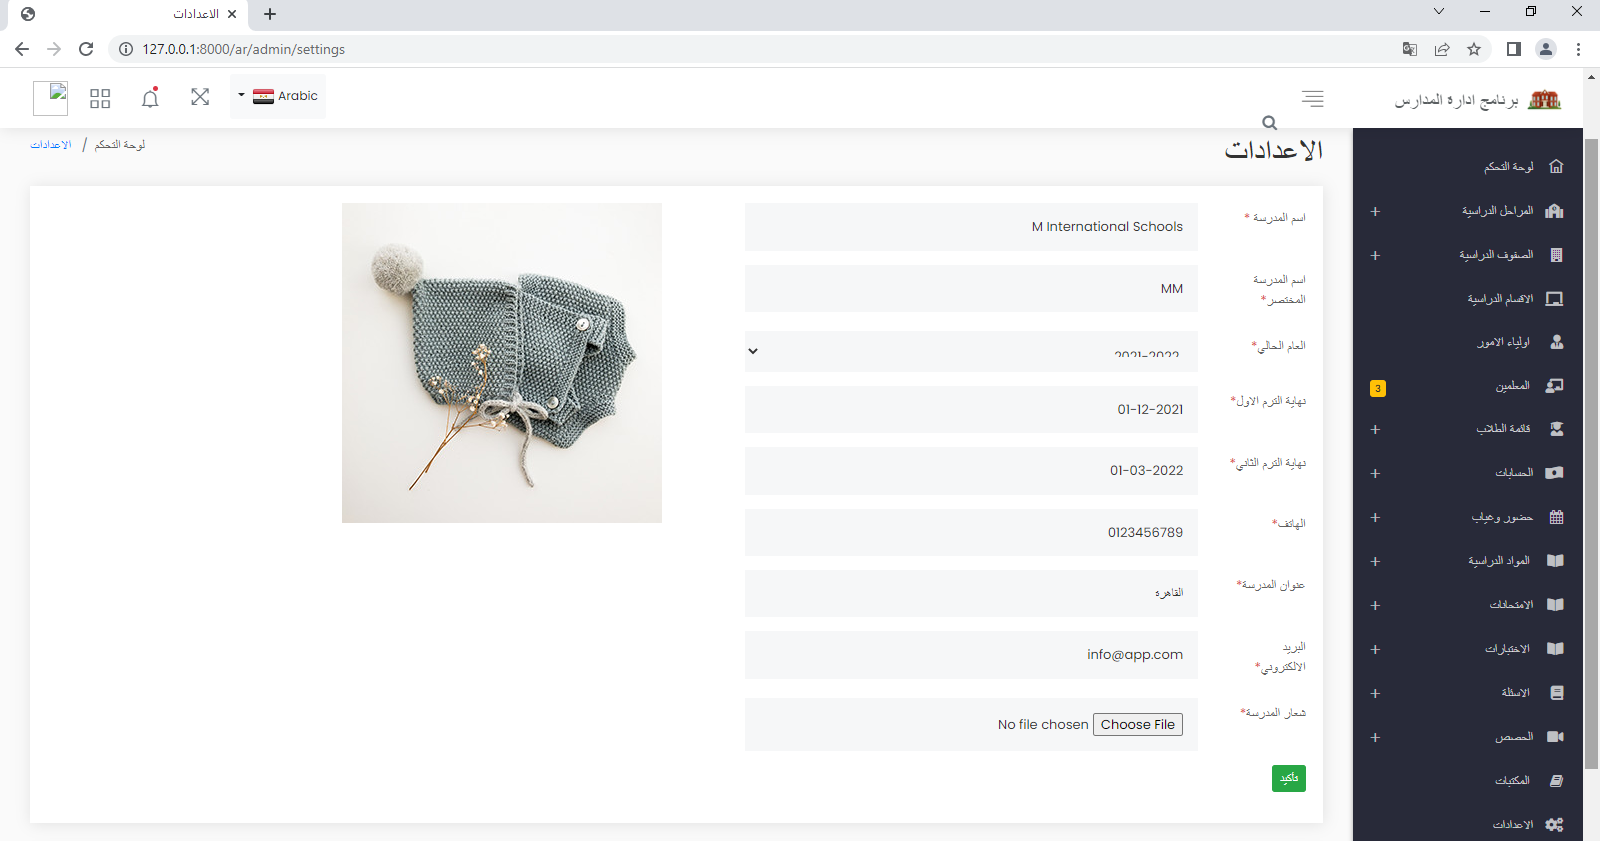 الاعدادات
127.0.0.1:8000/ar/admin/settings
برنامج ادارة المدارس
Arabic
لوحة التحكم / الاعدادات
الاعدادات
لوحة التحكم
المراحل الدراسية +
الصفوف الدراسية +
الاقسام الدراسية
اولياء الامور
المعلمين 3
قائمة الطلاب +
الحسابات +
حضور وغياب +
المواد الدراسية +
الامتحانات +
الاختبارات +
الاسئلة +
الحصص +
المكتبات
الاعدادات
اسم المدرسة *
M International Schools
اسم المدرسة
المختصر*
MM
العام الحالي*
2021-2022
نهاية الترم الاول*
01-12-2021
نهاية الترم الثاني*
01-03-2022
الهاتف*
0123456789
عنوان المدرسة*
القاهرة
البريد
الالكتروني*
info@app.com
شعار المدرسة*
Choose File No file chosen
تأكيد